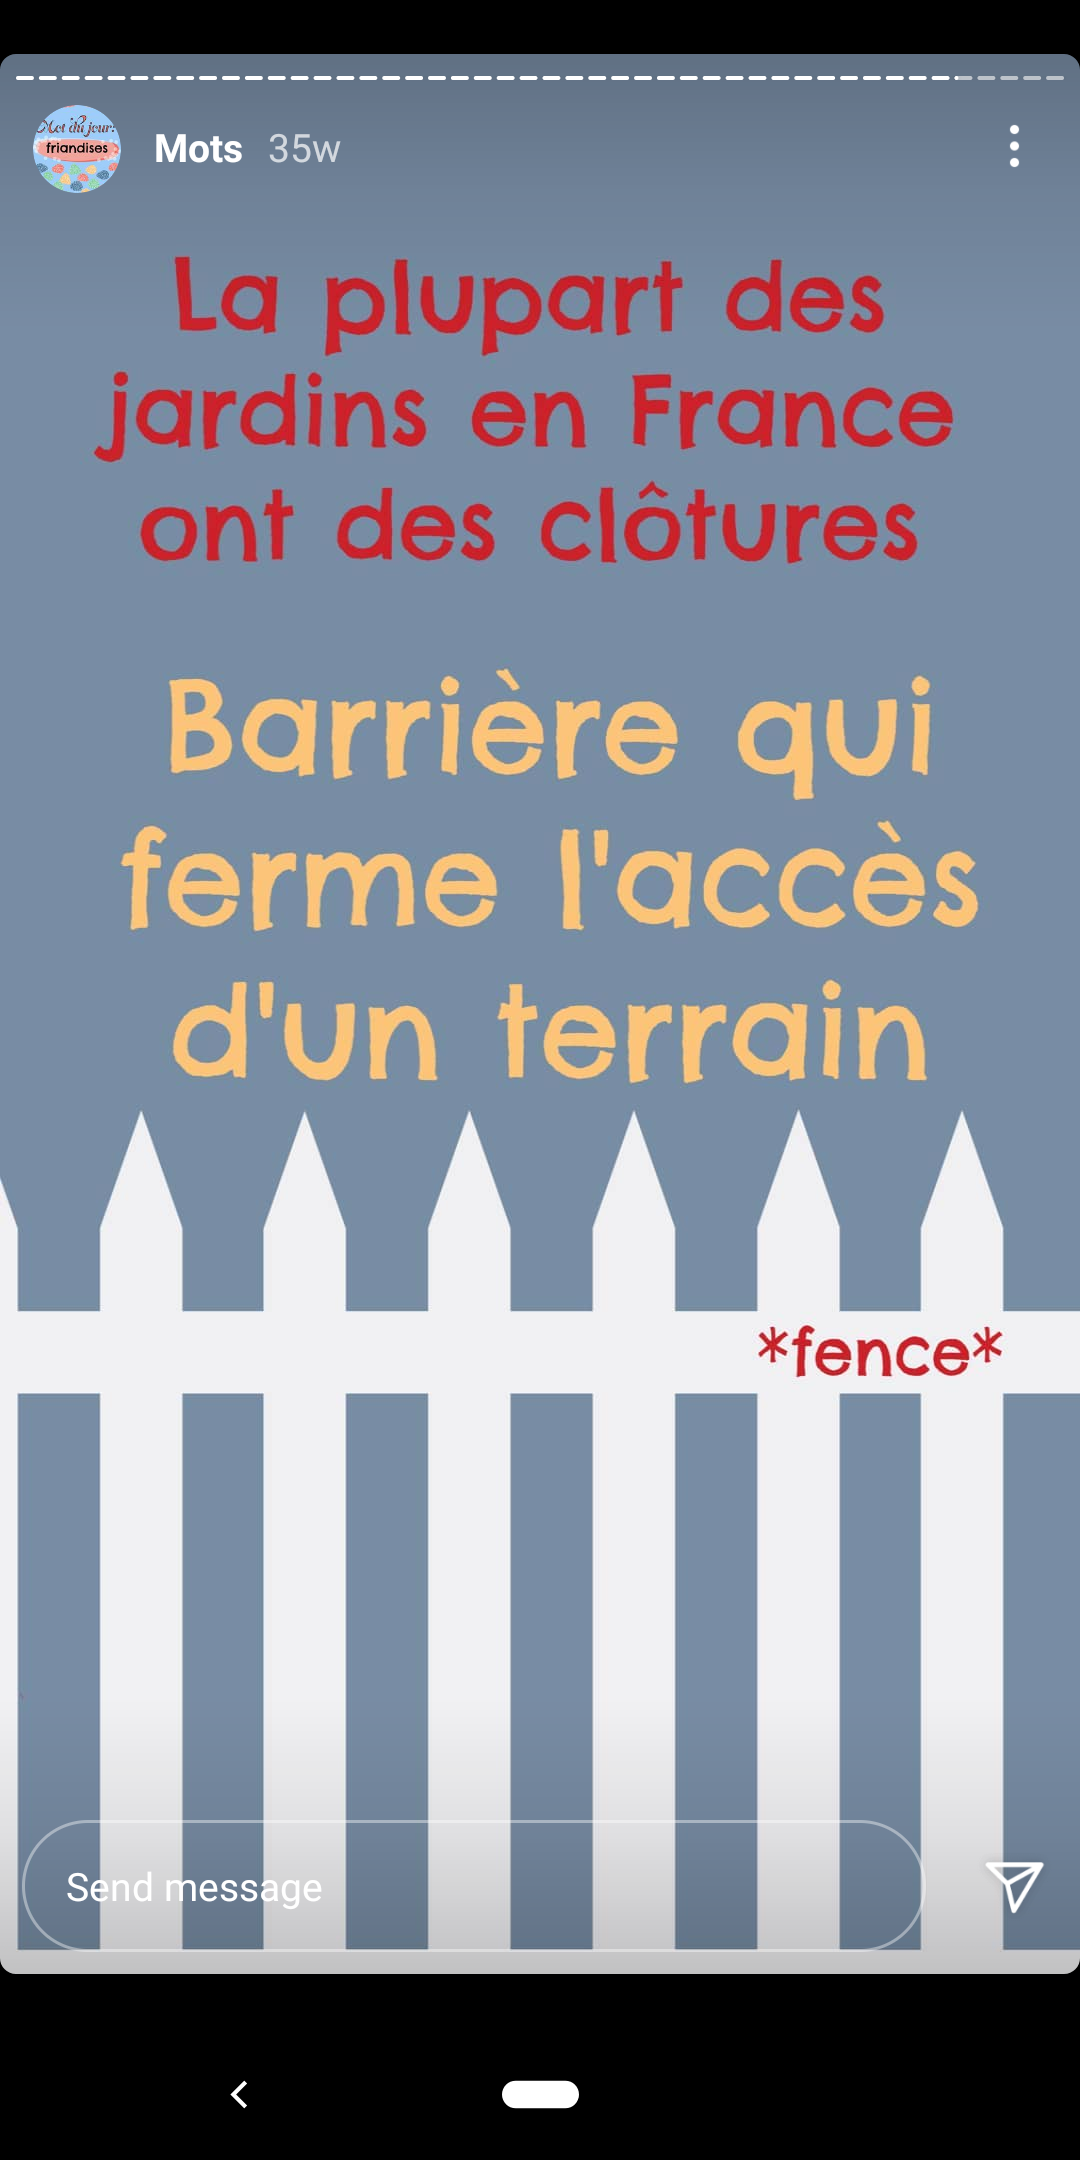 Mot du jour:
friandises
Mots 35w
La plupart des
jardins en France
ont des clôtures
Barrière qui
ferme l'accès
d'un terrain
*fence*
Send message